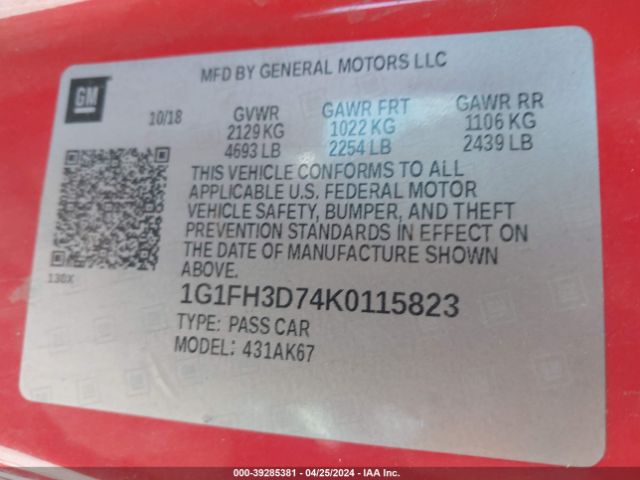 MFD BY GENERAL MOTORS LLC
GM
10/18
GVWR
2129 KG
4693 LB
GAWR FRT
1022 KG
2254 LB
GAWR RR
1106 KG
2439 LB
THIS VEHICLE CONFORMS TO ALL
APPLICABLE U.S. FEDERAL MOTOR
VEHICLE SAFETY, BUMPER, AND THEFT
PREVENTION STANDARDS IN EFFECT ON
THE DATE OF MANUFACTURE SHOWN
ABOVE.
130X
1G1FH3D74K0115823
TYPE: PASS CAR
MODEL: 431AK67
000-39285381 - 04/25/2024 - IAA Inc.